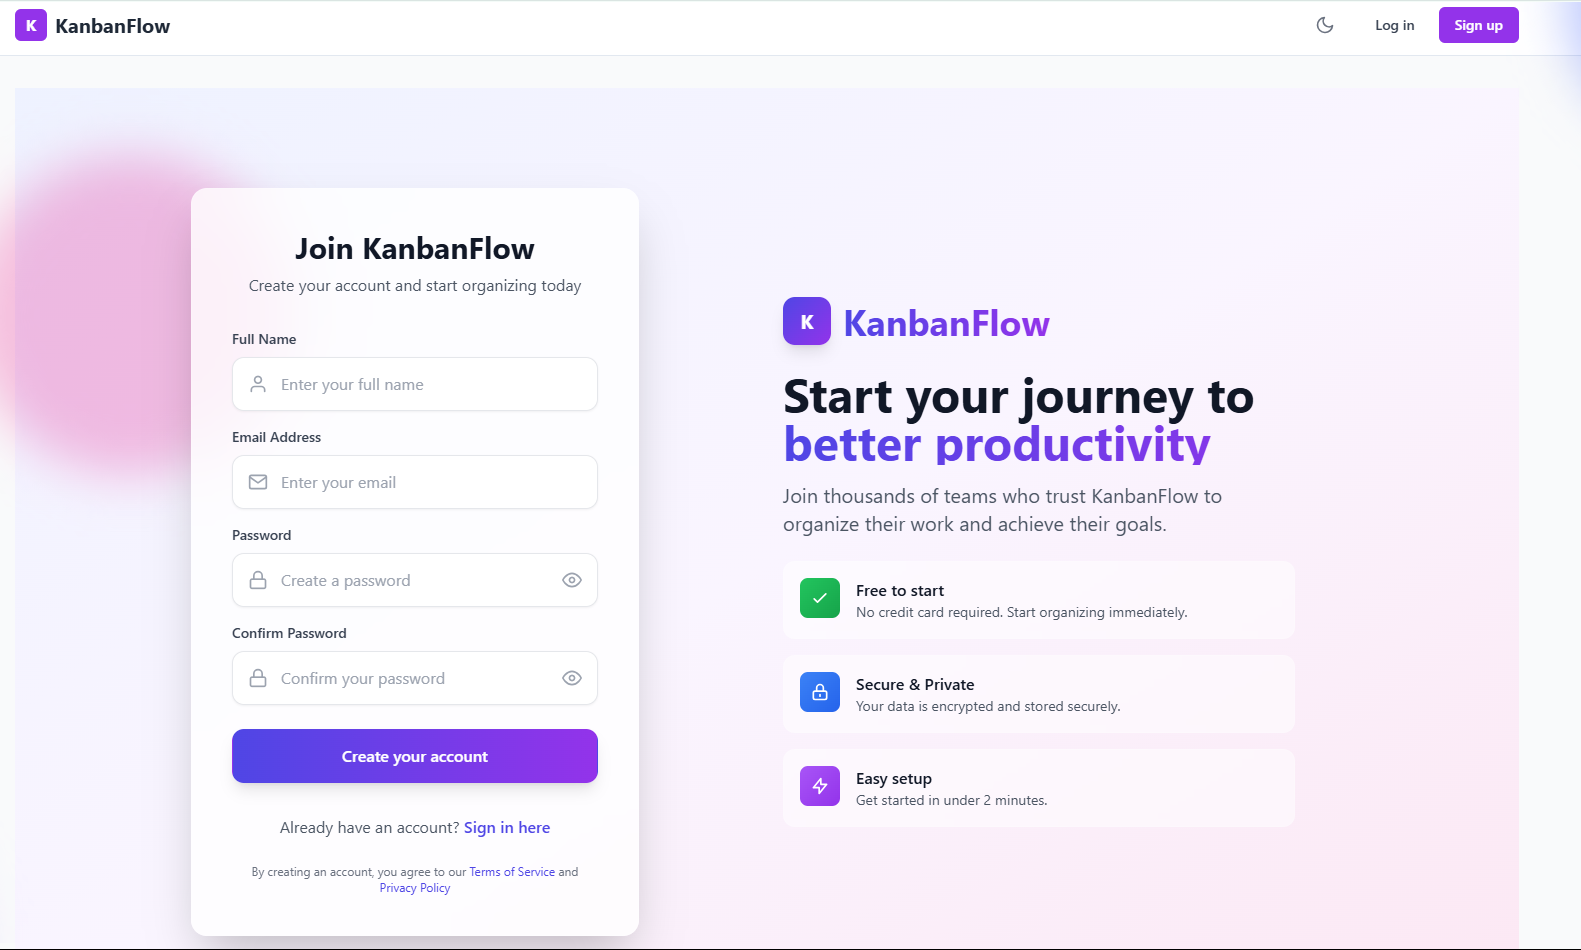 K KanbanFlow
Log in
Sign up
Join KanbanFlow
Create your account and start organizing today
Full Name
Enter your full name
Email Address
Enter your email
Password
Create a password
Confirm Password
Confirm your password
Create your account
Already have an account? Sign in here
By creating an account, you agree to our Terms of Service and
Privacy Policy
K KanbanFlow
Start your journey to
better productivity
Join thousands of teams who trust KanbanFlow to
organize their work and achieve their goals.
Free to start
No credit card required. Start organizing immediately.
Secure & Private
Your data is encrypted and stored securely.
Easy setup
Get started in under 2 minutes.